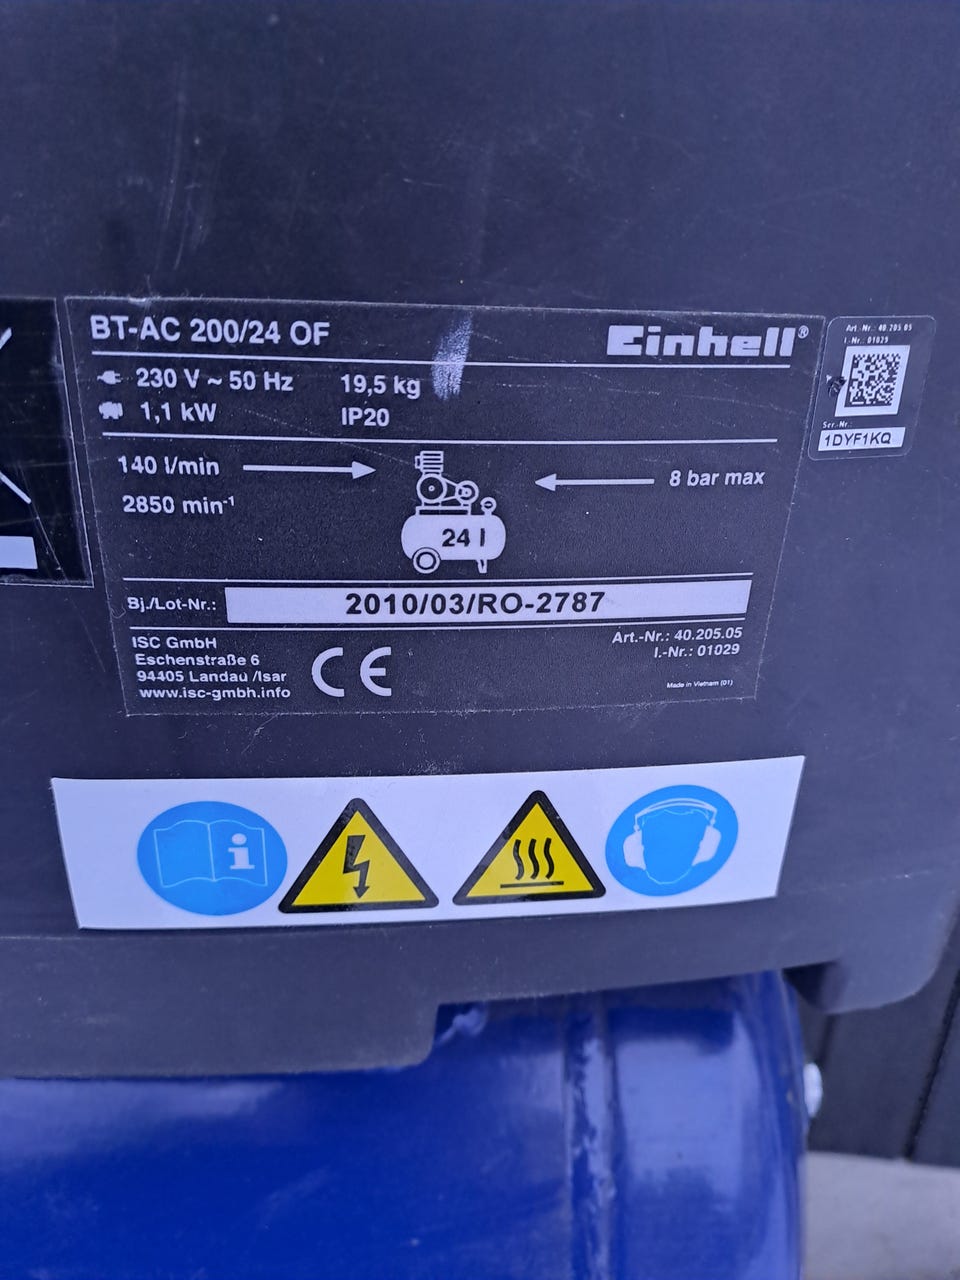 BT-AC 200/24 OF
Einhell®
230 V ~ 50 Hz 19,5 kg
1,1 kW IP20
140 l/min
2850 min-1
8 bar max
24 l
Bj./Lot-Nr.: 2010/03/RO-2787
ISC GmbH
Eschenstraße 6
94405 Landau /Isar
www.isc-gmbh.info
CE
Art.-Nr.: 40.205.05
I.-Nr.: 01029
Made in Vietnam (01)
Art.-Nr.: 40.205.05
I.-Nr.: 01029
Ser.-Nr.:
1DYF1KQ